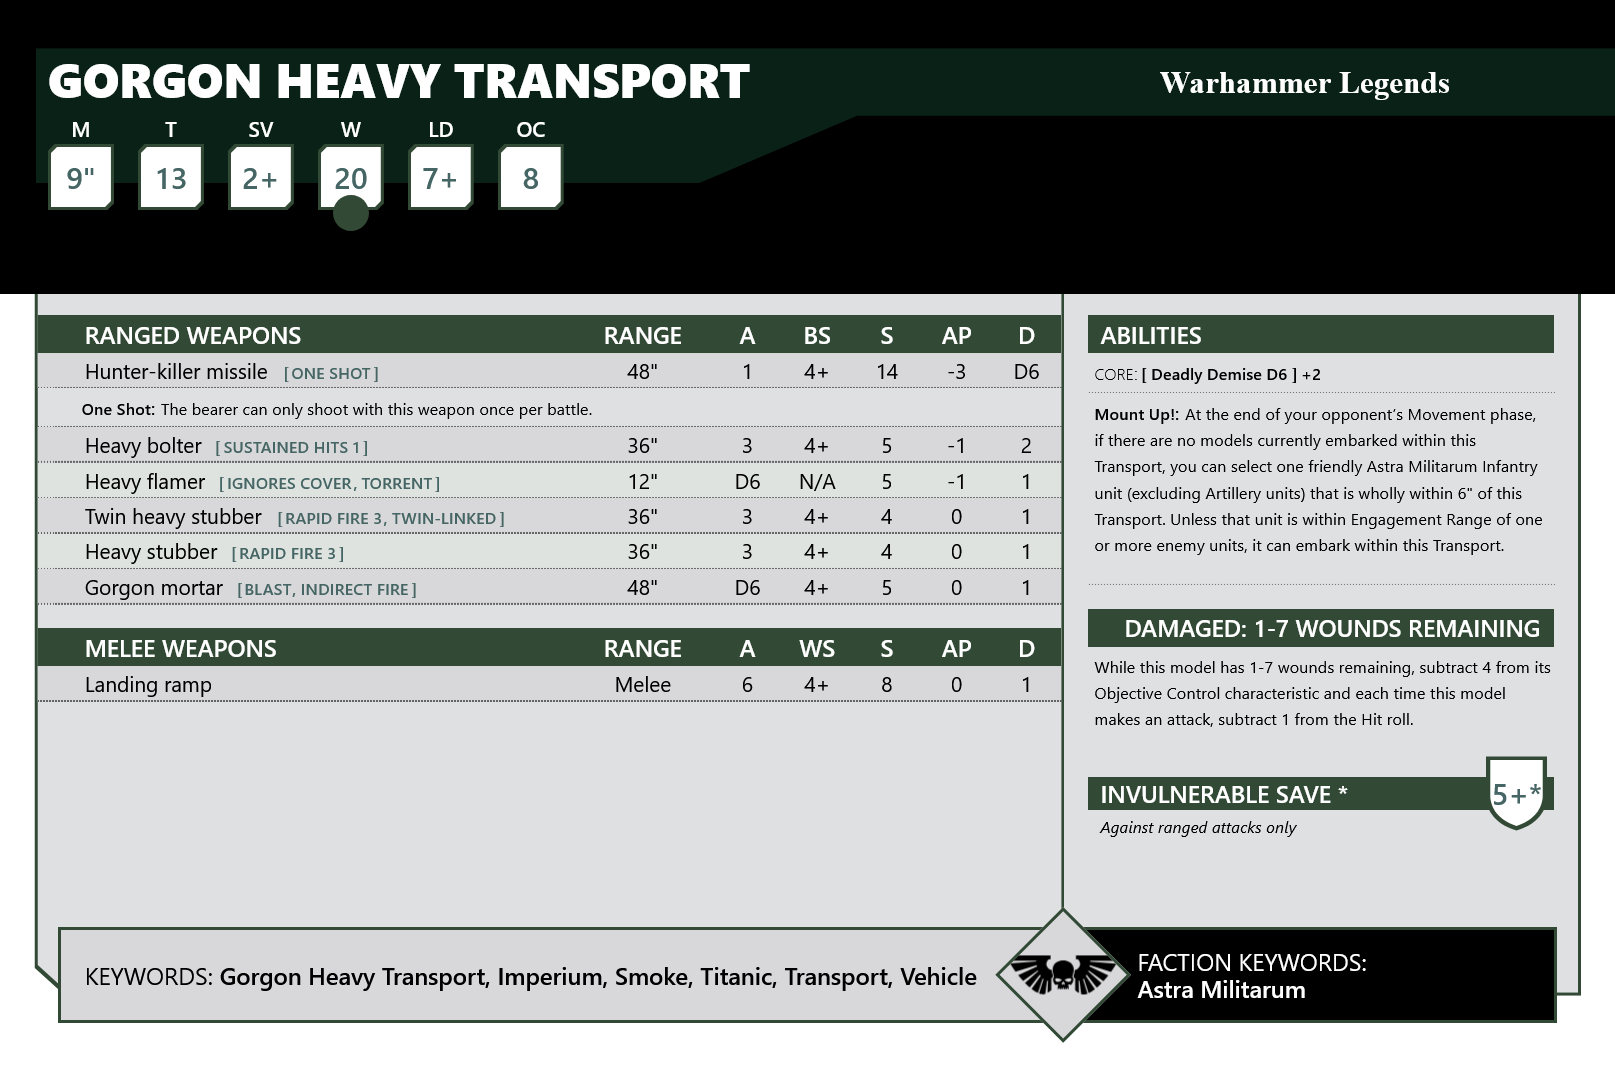 GORGON HEAVY TRANSPORT
Warhammer Legends
M T SV W LD OC
9" 13 2+ 20 7+ 8
RANGED WEAPONS RANGE A BS S AP D
Hunter-killer missile [ONE SHOT] 48" 1 4+ 14 -3 D6
One Shot: The bearer can only shoot with this weapon once per battle.
Heavy bolter [SUSTAINED HITS 1] 36" 3 4+ 5 -1 2
Heavy flamer [IGNORES COVER, TORRENT] 12" D6 N/A 5 -1 1
Twin heavy stubber [RAPID FIRE 3, TWIN-LINKED] 36" 3 4+ 4 0 1
Heavy stubber [RAPID FIRE 3] 36" 3 4+ 4 0 1
Gorgon mortar [BLAST, INDIRECT FIRE] 48" D6 4+ 5 0 1
MELEE WEAPONS RANGE A WS S AP D
Landing ramp Melee 6 4+ 8 0 1
ABILITIES
CORE: [ Deadly Demise D6 ] +2
Mount Up!: At the end of your opponent's Movement phase,
if there are no models currently embarked within this
Transport, you can select one friendly Astra Militarum Infantry
unit (excluding Artillery units) that is wholly within 6" of this
Transport. Unless that unit is within Engagement Range of one
or more enemy units, it can embark within this Transport.
DAMAGED: 1-7 WOUNDS REMAINING
While this model has 1-7 wounds remaining, subtract 4 from its
Objective Control characteristic and each time this model
makes an attack, subtract 1 from the Hit roll.
INVULNERABLE SAVE * 5+*
Against ranged attacks only
KEYWORDS: Gorgon Heavy Transport, Imperium, Smoke, Titanic, Transport, Vehicle
FACTION KEYWORDS:
Astra Militarum